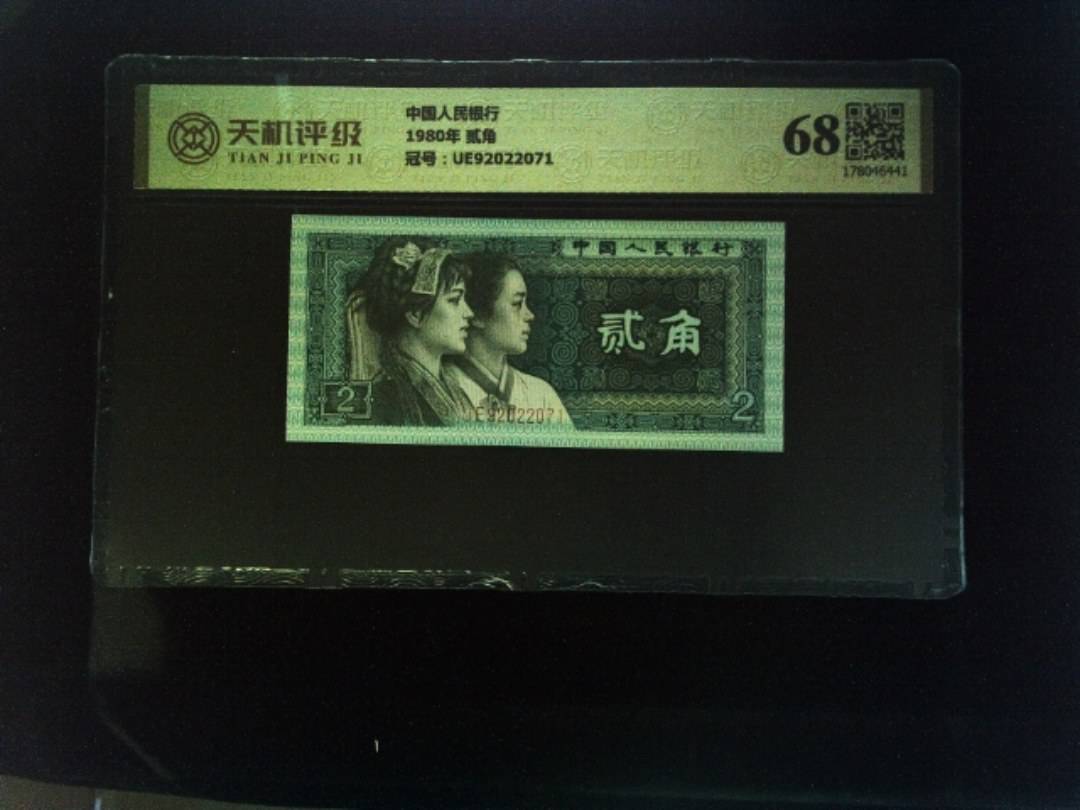 天机评级
TIAN JI PING JI
中国人民银行
1980年 贰角
冠号：UE92022071
68
178046441
中国人民银行
贰角
2
2
UE92022071